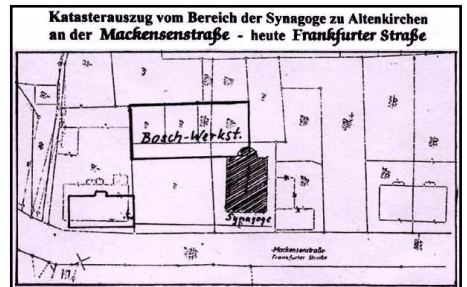 Katasterauszug vom Bereich der Synagoge zu Altenkirchen
an der Mackensenstraße - heute Frankfurter Straße
Bosch-Werkst.
Synagoge
-Mackensenstraße-
Frankfurter Straße